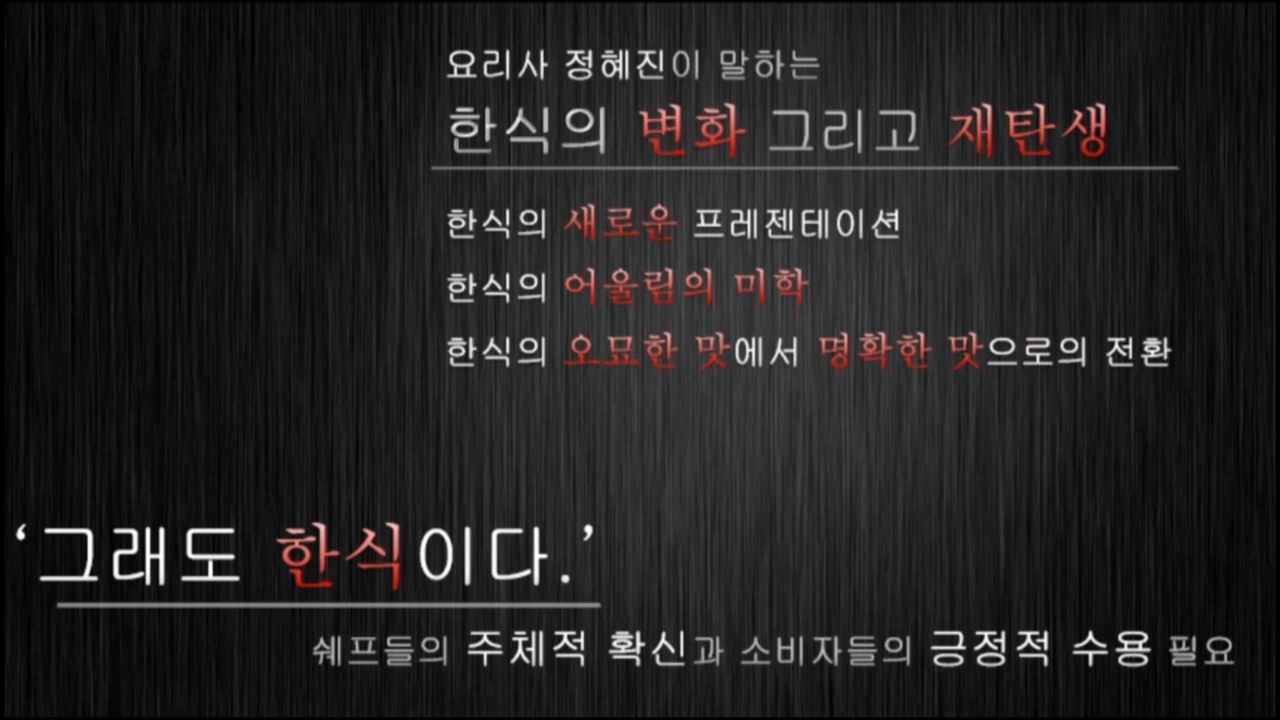 요리사 정혜진이 말하는
한식의 변화 그리고 재탄생
한식의 새로운 프레젠테이션
한식의 어울림의 미학
한식의 오묘한 맛에서 명확한 맛으로의 전환
‘그래도 한식이다.’
쉐프들의 주체적 확신과 소비자들의 긍정적 수용 필요